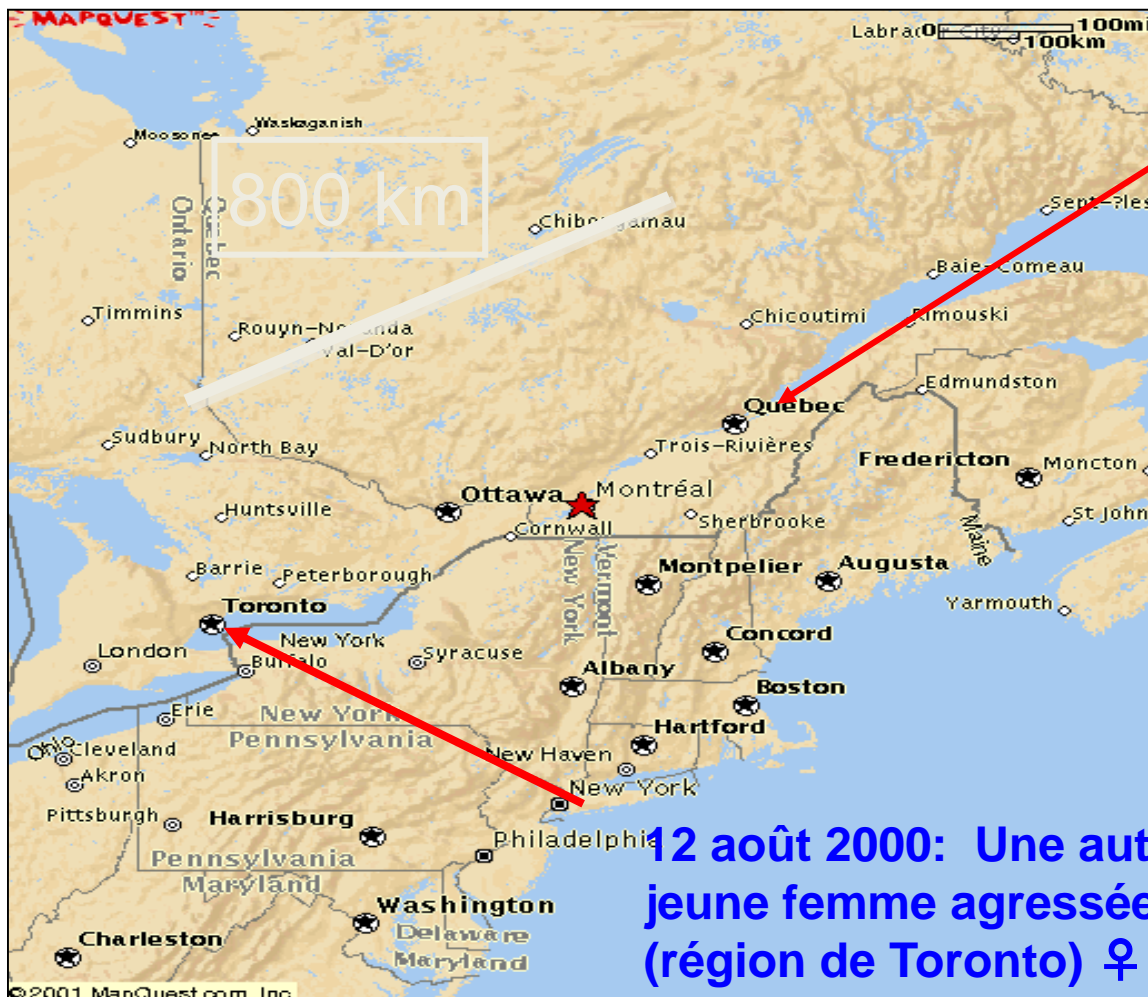 MAPQUEST
Labrador City
0 100mi
100km
Moosonee
Waskaganish
800 km
Ontario
Quebec
Chibougamau
Sept-?les
Baie-Comeau
Timmins
Rouyn-Noranda
Val-D'or
Chicoutimi
Rimouski
Edmundston
Québec
Sudbury
North Bay
Trois-Rivières
Fredericton
Moncton
Ottawa
Montréal
Huntsville
Cornwall
Sherbrooke
St John
Maine
New York
Vermont
Barrie
Peterborough
Montpelier
Augusta
Toronto
Yarmouth
London
New York
Buffalo
Syracuse
Concord
Albany
Boston
Erie
New York
Pennsylvania
Hartford
Ohio
Cleveland
New Haven
Akron
New York
Pittsburgh
Harrisburg
Philadelphia
Pennsylvania
Maryland
Washington
Delaware
Maryland
Charleston
12 août 2000: Une aut
jeune femme agressée
(région de Toronto) ♀
©2001 MapQuest.com, Inc.